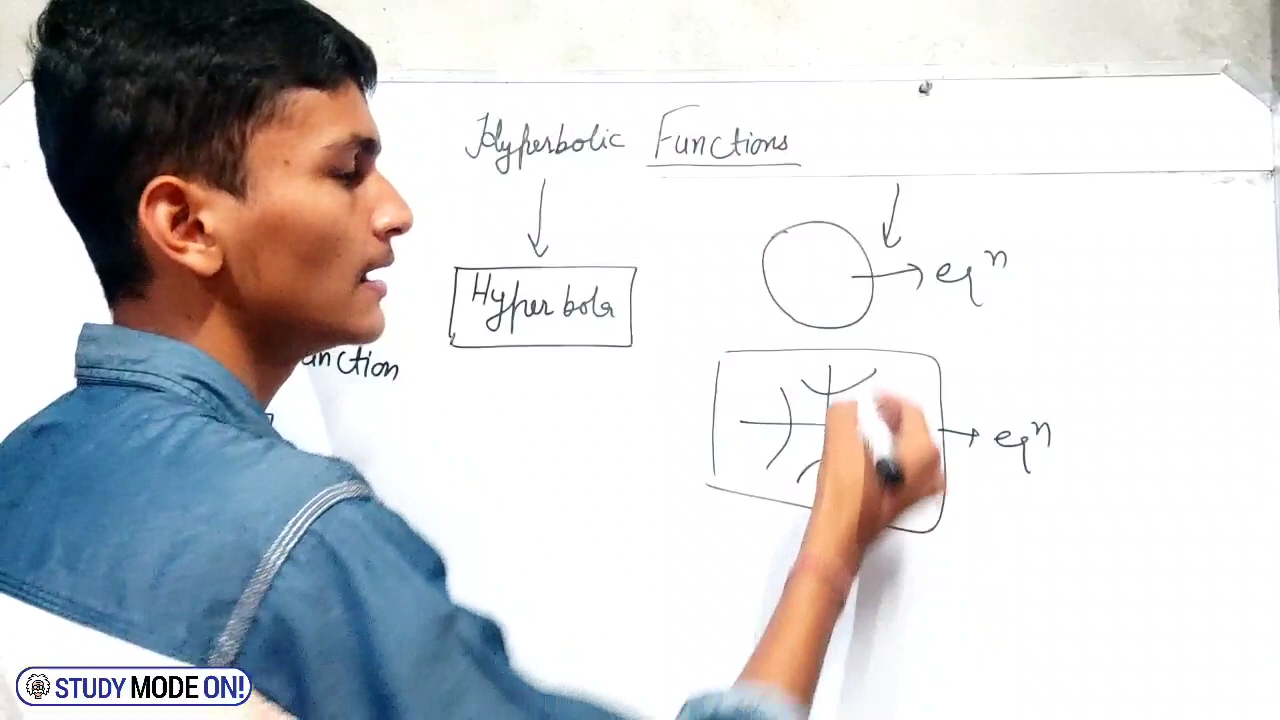 Hyperbolic Functions
Hyperbola
eqⁿ
unction
eqⁿ
STUDY MODE ON!